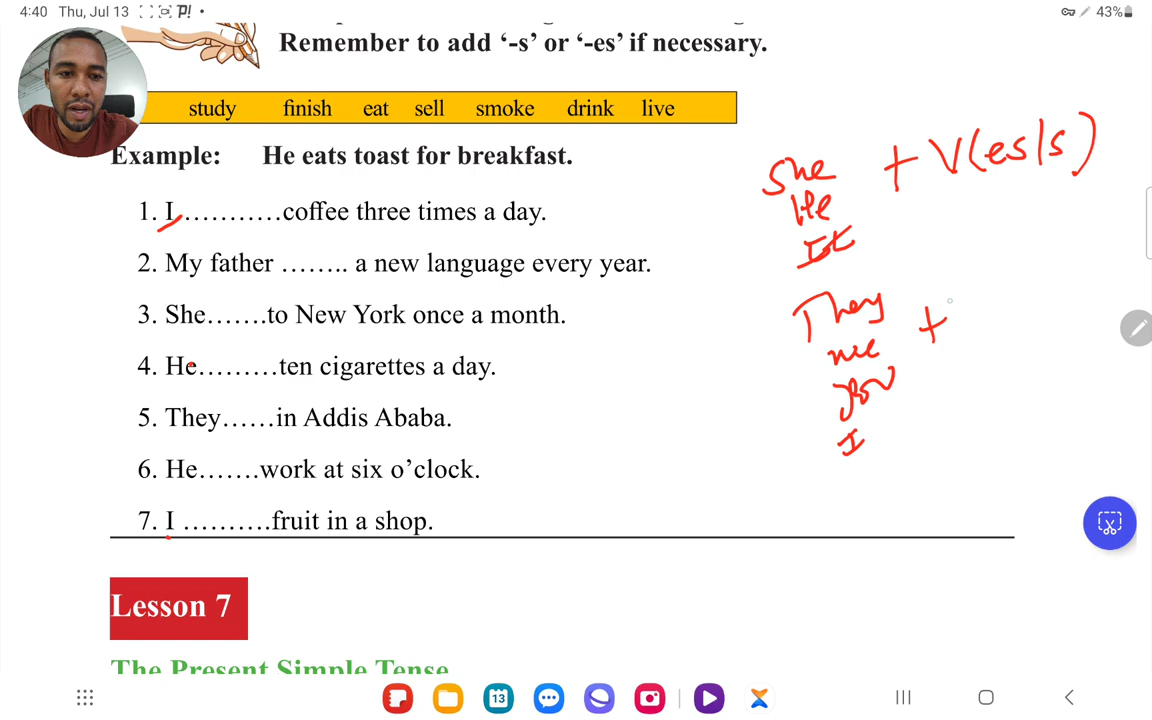 4:40 Thu, Jul 13 P! • 43%
Remember to add ‘-s’ or ‘-es’ if necessary.
study finish eat sell smoke drink live
Example: He eats toast for breakfast.
1. I…………coffee three times a day.
2. My father …….. a new language every year.
3. She…….to New York once a month.
4. He………ten cigarettes a day.
5. They……in Addis Ababa.
6. He…….work at six o’clock.
7. I ……….fruit in a shop.
She + V(es/s)
He
It
They +
we
you
I
Lesson 7
The Present Simple Tense
13